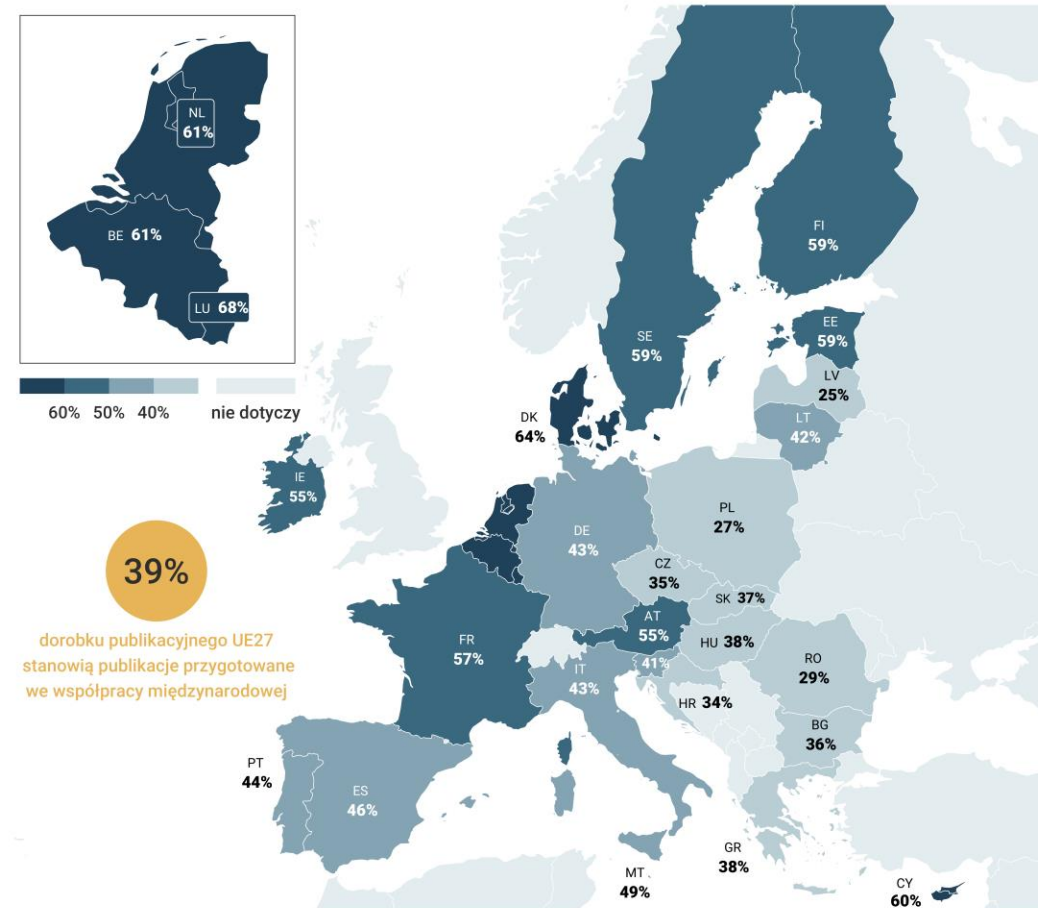 NL
61%
BE 61%
LU 68%
60% 50% 40% nie dotyczy
39%
dorobku publikacyjnego UE27
stanowią publikacje przygotowane
we współpracy międzynarodowej
FI
59%
SE
59%
EE
59%
LV
25%
LT
42%
DK
64%
IE
55%
PL
27%
DE
43%
CZ
35%
SK 37%
AT
55%
HU 38%
FR
57%
41%
IT
43%
RO
29%
HR 34%
BG
36%
PT
44%
ES
46%
GR
38%
MT
49%
CY
60%